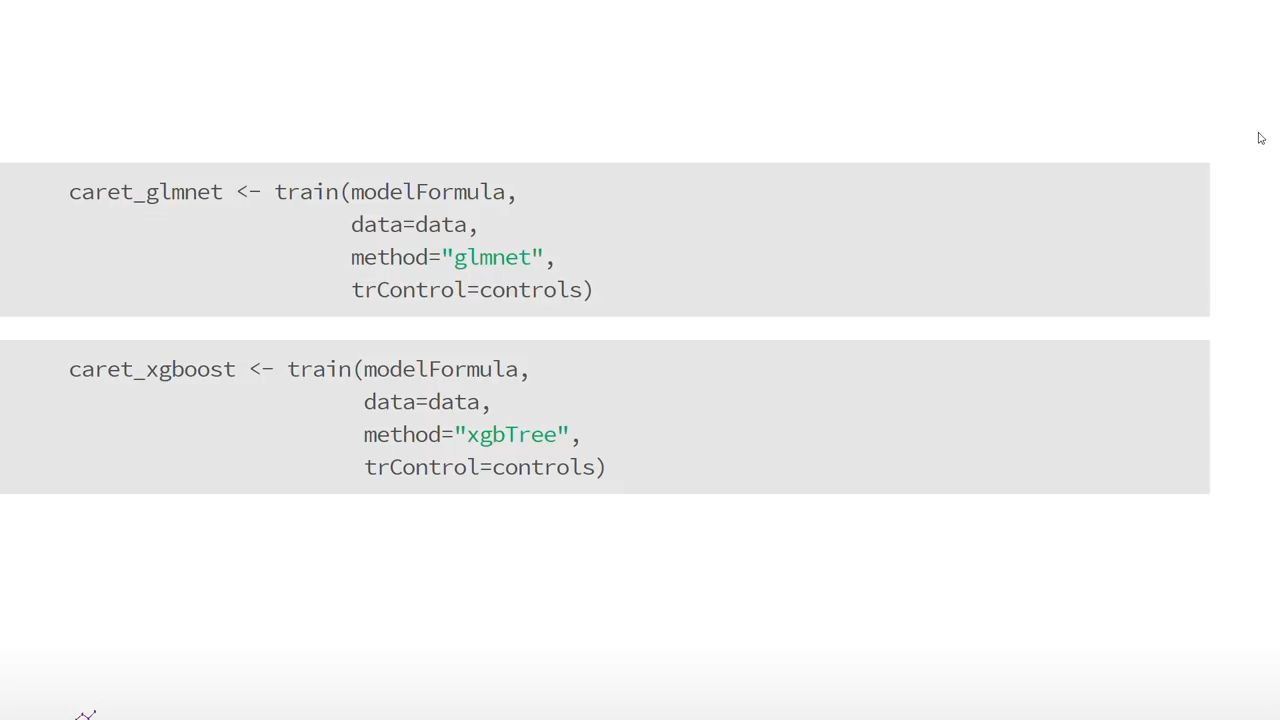 caret_glmnet <- train(modelFormula,
data=data,
method="glmnet",
trControl=controls)
caret_xgboost <- train(modelFormula,
data=data,
method="xgbTree",
trControl=controls)